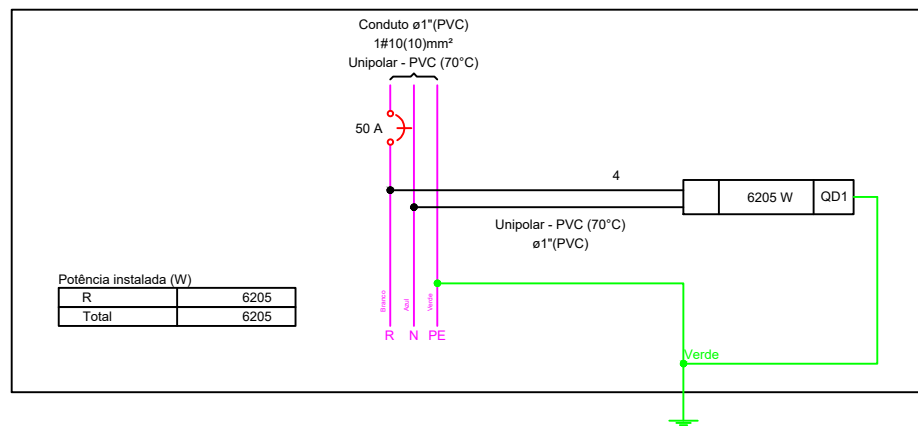 Conduto ø1"(PVC)
1#10(10)mm²
Unipolar - PVC (70°C)
50 A
4
6205 W
QD1
Unipolar - PVC (70°C)
ø1"(PVC)
Potência instalada (W)
R 6205
Total 6205
Branco
Azul
Verde
R N PE
Verde